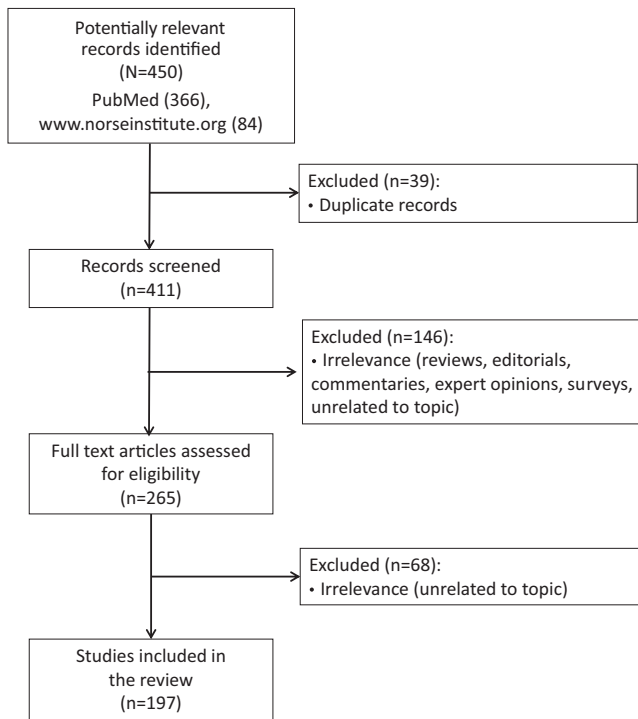 Potentially relevant
records identified
(N=450)
PubMed (366),
www.norseinstitute.org (84)
Excluded (n=39):
• Duplicate records
Records screened
(n=411)
Excluded (n=146):
• Irrelevance (reviews, editorials,
commentaries, expert opinions, surveys,
unrelated to topic)
Full text articles assessed
for eligibility
(n=265)
Excluded (n=68):
• Irrelevance (unrelated to topic)
Studies included in
the review
(n=197)